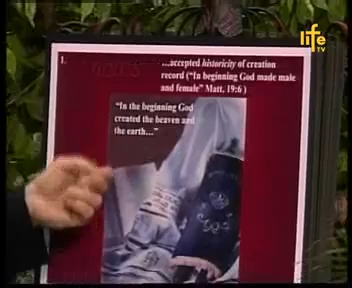 life
TV
1.
...accepted historicity of creation
record ("In beginning God made male
and female" Matt, 19:6 )
"In the beginning God
created the heaven and
the earth..."